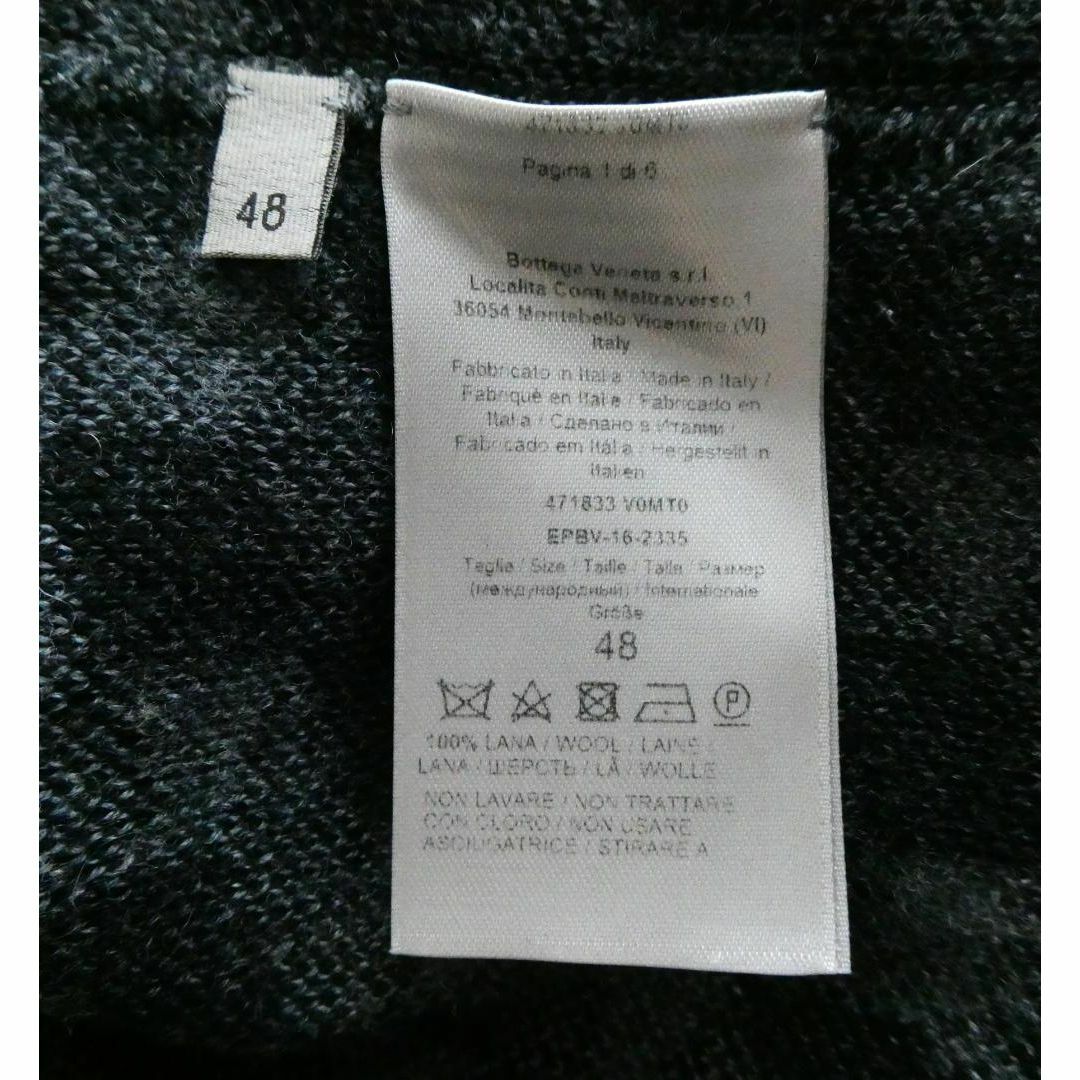 48
471833 V0MT0
Pagina 1 di 6
Bottega Veneta s.r.l.
Località Conti Maltraverso 1
36054 Montebello Vicentino (VI)
Italy
Fabbricato in Italia / Made in Italy /
Fabriqué en Italie / Fabricado en
Italia / Сделано в Италии /
Fabricado em Itália / Hergestellt in
Italien
471833 V0MT0
EPBV-16-2335
Taglia / Size / Taille / Talla / Размер
(международный) / Internationale
Größe
48
P
100% LANA / WOOL / LAINE /
LANA / ШЕРСТЬ / LÃ / WOLLE
NON LAVARE / NON TRATTARE
CON CLORO / NON USARE
ASCIUGATRICE / STIRARE A